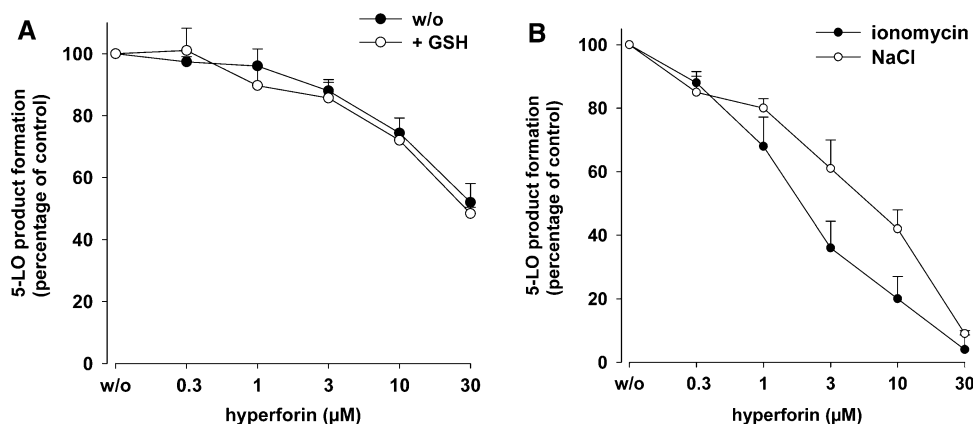 A
w/o
+ GSH
5-LO product formation
(percentage of control)
100
80
60
40
20
0
w/o 0.3 1 3 10 30
hyperforin (µM)
B
ionomycin
NaCl
5-LO product formation
(percentage of control)
100
80
60
40
20
0
w/o 0.3 1 3 10 30
hyperforin (µM)